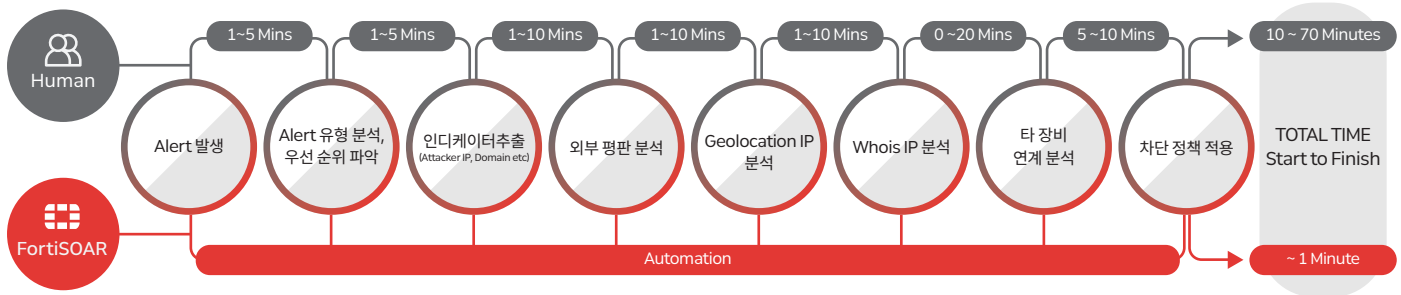 1~5 Mins
1~5 Mins
1~10 Mins
1~10 Mins
1~10 Mins
0 ~20 Mins
5 ~10 Mins
10 ~ 70 Minutes
Human
Alert 발생
Alert 유형 분석,
우선 순위 파악
인디케이터추출
(Attacker IP, Domain etc)
외부 평판 분석
Geolocation IP
분석
Whois IP 분석
타 장비
연계 분석
차단 정책 적용
TOTAL TIME
Start to Finish
FortiSOAR
Automation
~ 1 Minute